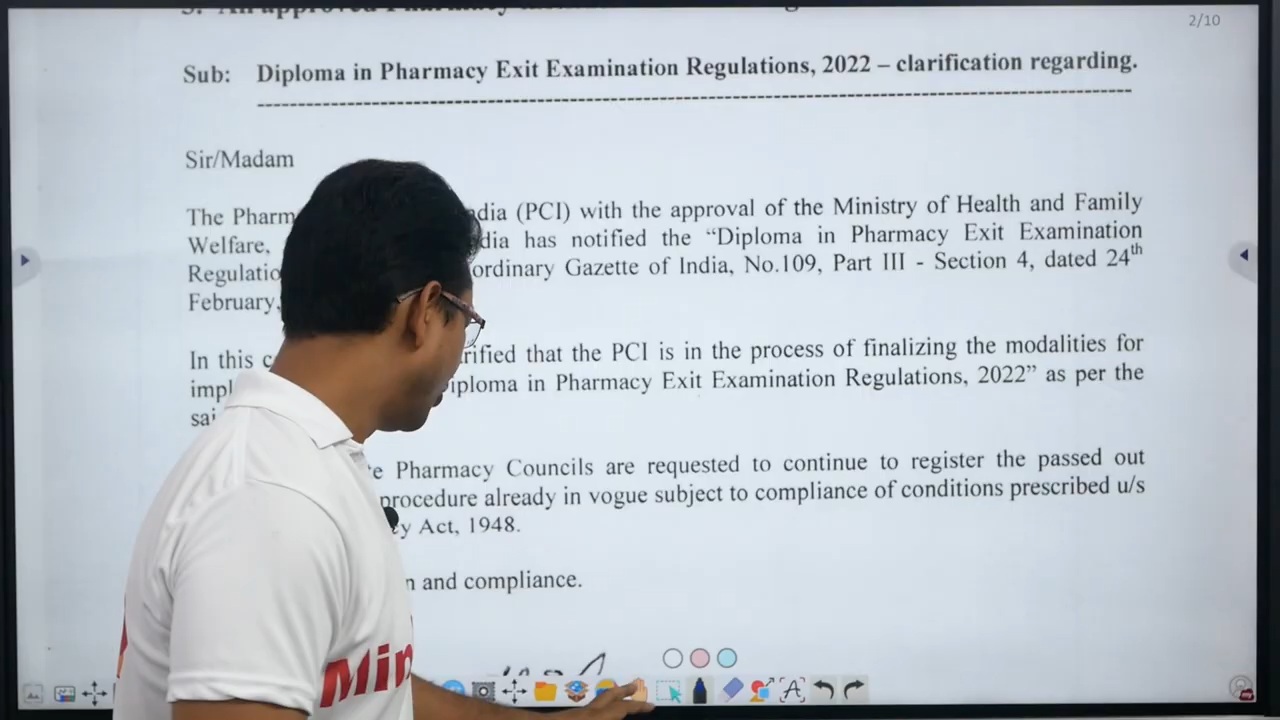 2/10
Sub: Diploma in Pharmacy Exit Examination Regulations, 2022 – clarification regarding.
Sir/Madam
The Pharm dia (PCI) with the approval of the Ministry of Health and Family
Welfare, dia has notified the “Diploma in Pharmacy Exit Examination
Regulatio ordinary Gazette of India, No.109, Part III - Section 4, dated 24th
February,
In this c rified that the PCI is in the process of finalizing the modalities for
impl iploma in Pharmacy Exit Examination Regulations, 2022” as per the
sai
e Pharmacy Councils are requested to continue to register the passed out
procedure already in vogue subject to compliance of conditions prescribed u/s
y Act, 1948.
n and compliance.
Min